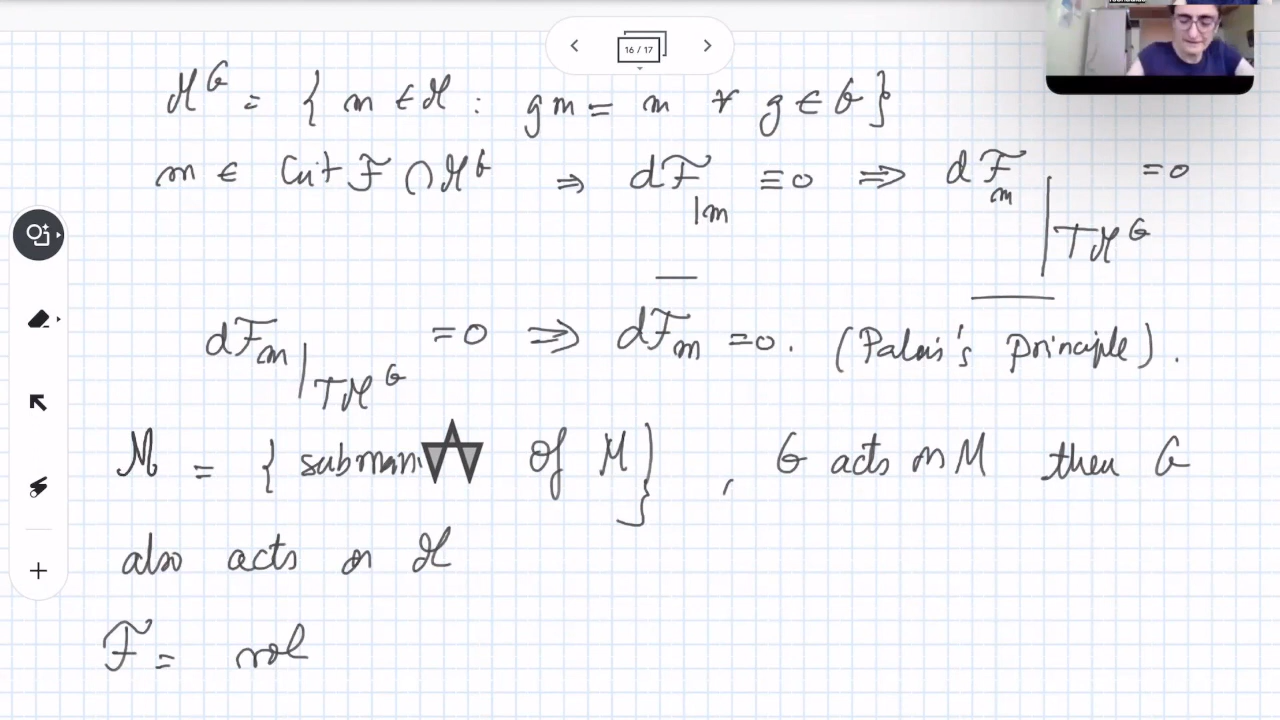 16 / 17
ℳ^G = { m ∈ ℳ : gm = m ∀ g ∈ G }
m ∈ Crit ℱ ∩ ℳ^G ⇒ dℱ|m ≡ 0 ⇒ dℱ_m |_{Tℳ^G} = 0
dℱ_m |_{Tℳ^G} = 0 ⇒ dℱ_m = 0. (Palais's principle).
ℳ = { of M } , G acts on M then G
also acts on ℳ
ℱ = vol